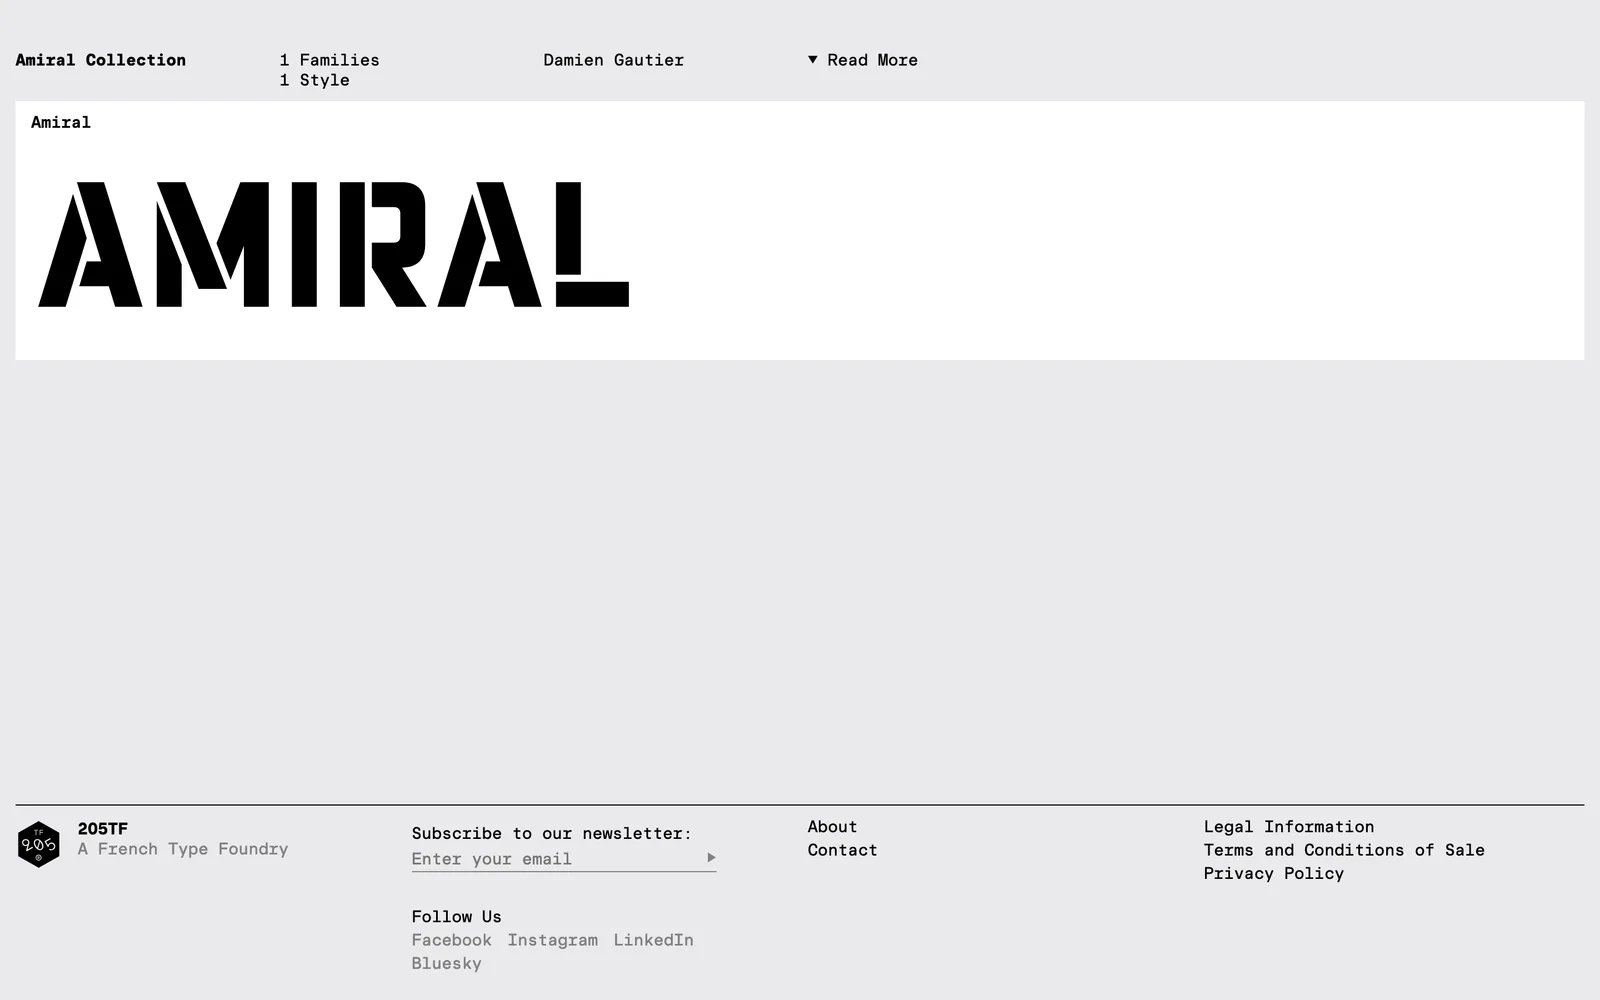 Amiral Collection
1 Families
1 Style
Damien Gautier
▼ Read More
Amiral
AMIRAL
TF
205
205TF
A French Type Foundry
Subscribe to our newsletter:
Enter your email
Follow Us
Facebook Instagram LinkedIn
Bluesky
About
Contact
Legal Information
Terms and Conditions of Sale
Privacy Policy